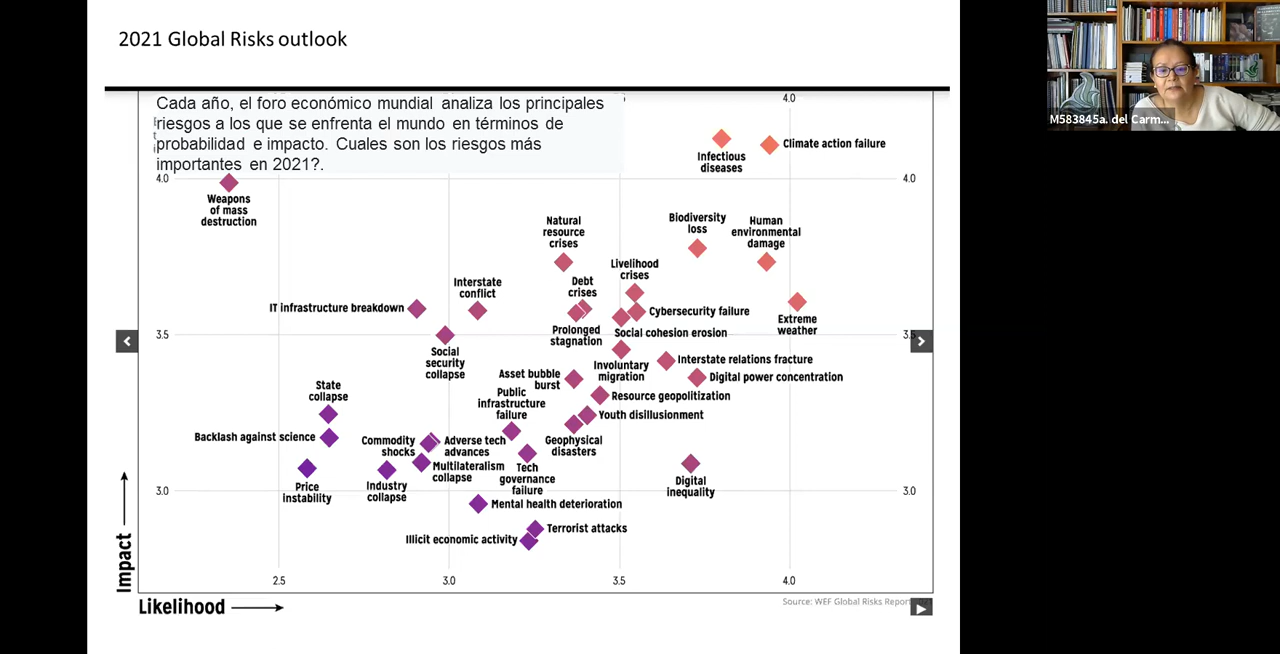 2021 Global Risks outlook
Cada año, el foro económico mundial analiza los principales
riesgos a los que se enfrenta el mundo en términos de
probabilidad e impacto. Cuales son los riesgos más
importantes en 2021?.
M583845a. del Carm...
4.0
Infectious
diseases
Climate action failure
4.0
4.0
Weapons
of mass
destruction
Natural
resource
crises
Biodiversity
loss
Human
environmental
damage
Livelihood
crises
Interstate
conflict
Debt
crises
IT infrastructure breakdown
Cybersecurity failure
Extreme
weather
Prolonged
stagnation
Social cohesion erosion
3.5
3.5
Social
security
collapse
Involuntary
migration
Interstate relations fracture
Asset bubble
burst
Digital power concentration
State
collapse
Public
infrastructure
failure
Resource geopolitization
Youth disillusionment
Backlash against science
Commodity
shocks
Adverse tech
advances
Geophysical
disasters
Multilateralism
collapse
Tech
governance
failure
Price
instability
Industry
collapse
Digital
inequality
3.0
3.0
Mental health deterioration
Terrorist attacks
Illicit economic activity
Impact
2.5
3.0
3.5
4.0
Likelihood
Source: WEF Global Risks Repor